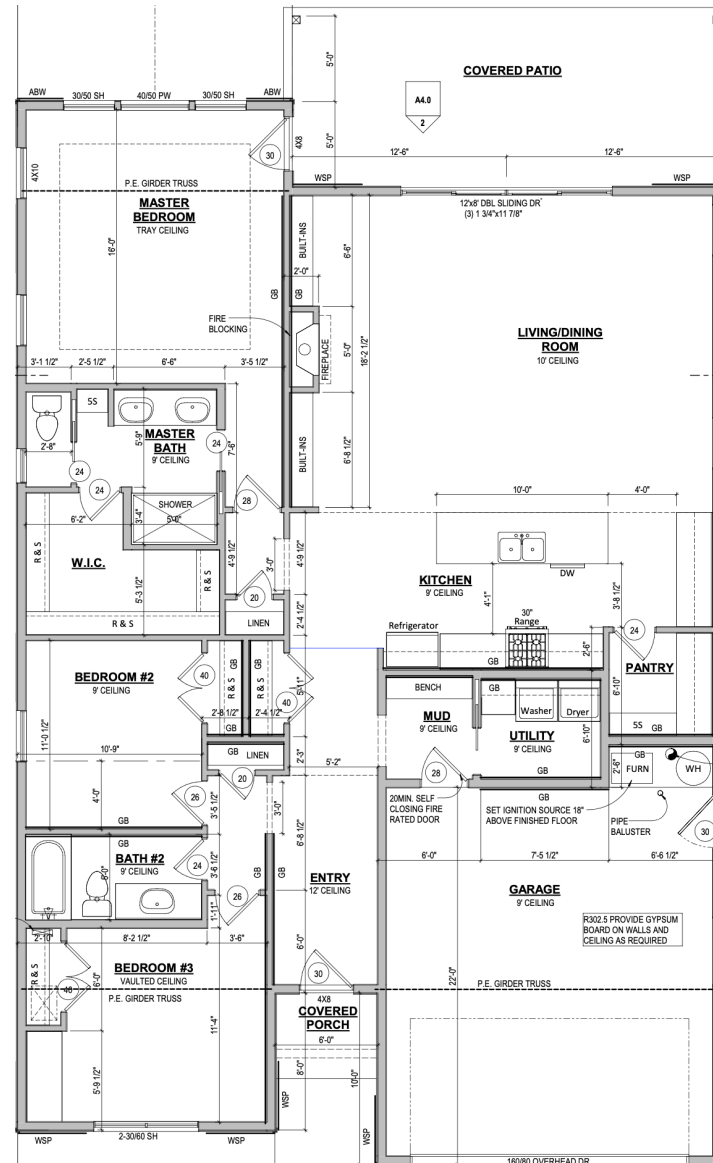 COVERED PATIO
5'-0"
A4.0
2
ABW
30/50 SH
40/50 PW
30/50 SH
ABW
4X10
30
4X8
5'-0"
12'-6"
12'-6"
WSP
WSP
P.E. GIRDER TRUSS
MASTER
BEDROOM
TRAY CEILING
16'-0"
12'x8' DBL SLIDING DR
(3) 1 3/4"x11 7/8"
BUILT-INS
6'-6"
2'-0"
GB
GB
FIRE
BLOCKING
FIREPLACE
5'-0"
18'-2 1/2"
LIVING/DINING
ROOM
10' CEILING
3'-1 1/2"
2'-5 1/2"
6'-6"
3'-5 1/2"
SS
2'-8"
5'-9"
MASTER
BATH
9' CEILING
24
7'-6"
BUILT-INS
6'-8 1/2"
24
24
28
SHOWER
5'-0"
3'-4"
6'-2"
10'-0"
4'-0"
R & S
W.I.C.
R & S
R & S
5'-3 1/2"
4'-9 1/2"
3'-0"
4'-9 1/2"
20
LINEN
2'-4 1/2"
KITCHEN
9' CEILING
4'-1"
DW
3'-8 1/2"
Refrigerator
30"
Range
GB
2'-6"
24
PANTRY
6'-10"
SS
GB
BEDROOM #2
9' CEILING
40
R & S
GB
GB
2'-8 1/2"
GB
R & S
2'-4 1/2"
40
5'-11"
BENCH
MUD
9' CEILING
GB
Washer
Dryer
UTILITY
9' CEILING
6'-10"
GB
11'-0 1/2"
10'-9"
4'-0"
GB
LINEN
20
2'-3"
5'-2"
28
GB
2'-6"
FURN
WH
20MIN. SELF
CLOSING FIRE
RATED DOOR
GB
SET IGNITION SOURCE 18"
ABOVE FINISHED FLOOR
PIPE
BALUSTER
30
26
3'-5 1/2"
3'-0"
6'-8 1/2"
GB
GB
BATH #2
9' CEILING
24
3'-6 1/2"
GB
GB
ENTRY
12' CEILING
6'-0"
7'-5 1/2"
6'-6 1/2"
GARAGE
9' CEILING
26
1'-11"
R302.5 PROVIDE GYPSUM
BOARD ON WALLS AND
CEILING AS REQUIRED
2'-10"
8'-2 1/2"
3'-6"
R & S
6'-0"
BEDROOM #3
VAULTED CEILING
P.E. GIRDER TRUSS
6'-0"
30
22'-0"
P.E. GIRDER TRUSS
11'-4"
4X8
COVERED
PORCH
6'-0"
5'-9 1/2"
8'-0"
10'-0"
WSP
WSP
WSP
2-30/60 SH
WSP
160/80 OVERHEAD DR